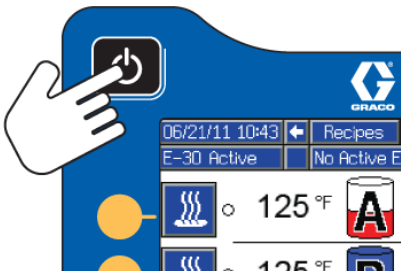 GRACO
06/21/11 10:43 Recipes
E-30 Active No Active E
125 °F A
125 °F